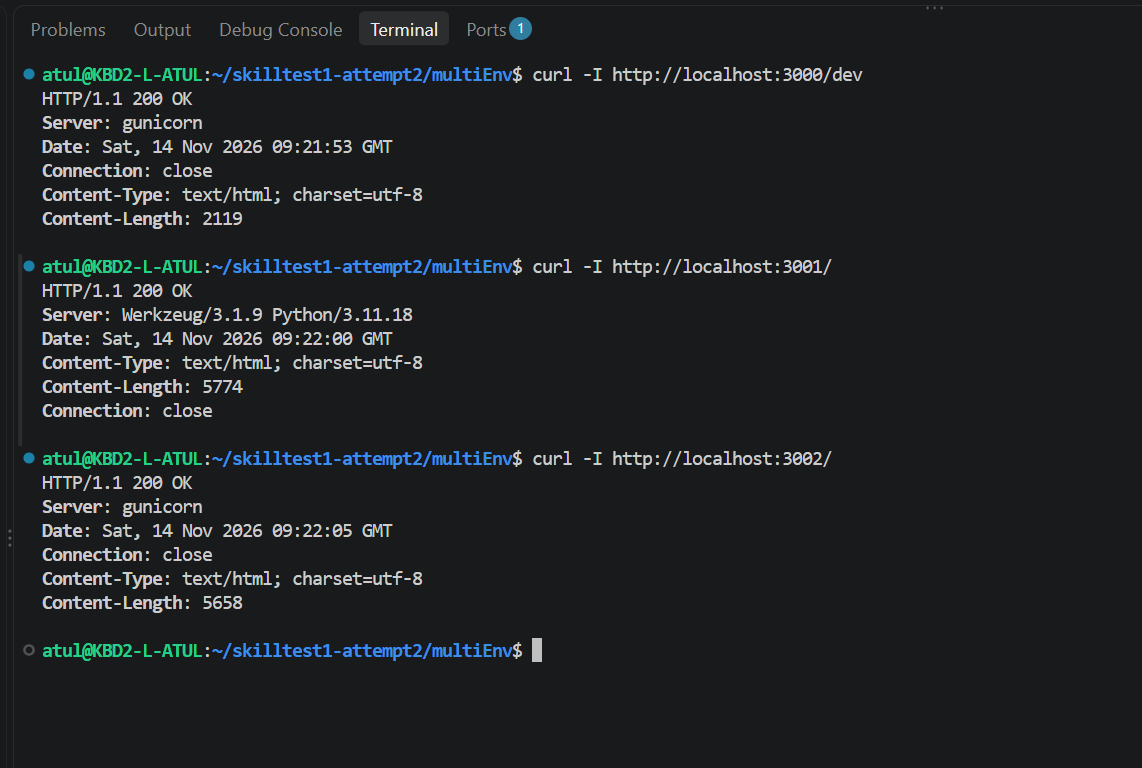 Problems Output Debug Console Terminal Ports 1
atul@KBD2-L-ATUL:~/skilltest1-attempt2/multiEnv$ curl -I http://localhost:3000/dev
HTTP/1.1 200 OK
Server: gunicorn
Date: Sat, 14 Nov 2026 09:21:53 GMT
Connection: close
Content-Type: text/html; charset=utf-8
Content-Length: 2119
atul@KBD2-L-ATUL:~/skilltest1-attempt2/multiEnv$ curl -I http://localhost:3001/
HTTP/1.1 200 OK
Server: Werkzeug/3.1.9 Python/3.11.18
Date: Sat, 14 Nov 2026 09:22:00 GMT
Content-Type: text/html; charset=utf-8
Content-Length: 5774
Connection: close
atul@KBD2-L-ATUL:~/skilltest1-attempt2/multiEnv$ curl -I http://localhost:3002/
HTTP/1.1 200 OK
Server: gunicorn
Date: Sat, 14 Nov 2026 09:22:05 GMT
Connection: close
Content-Type: text/html; charset=utf-8
Content-Length: 5658
atul@KBD2-L-ATUL:~/skilltest1-attempt2/multiEnv$